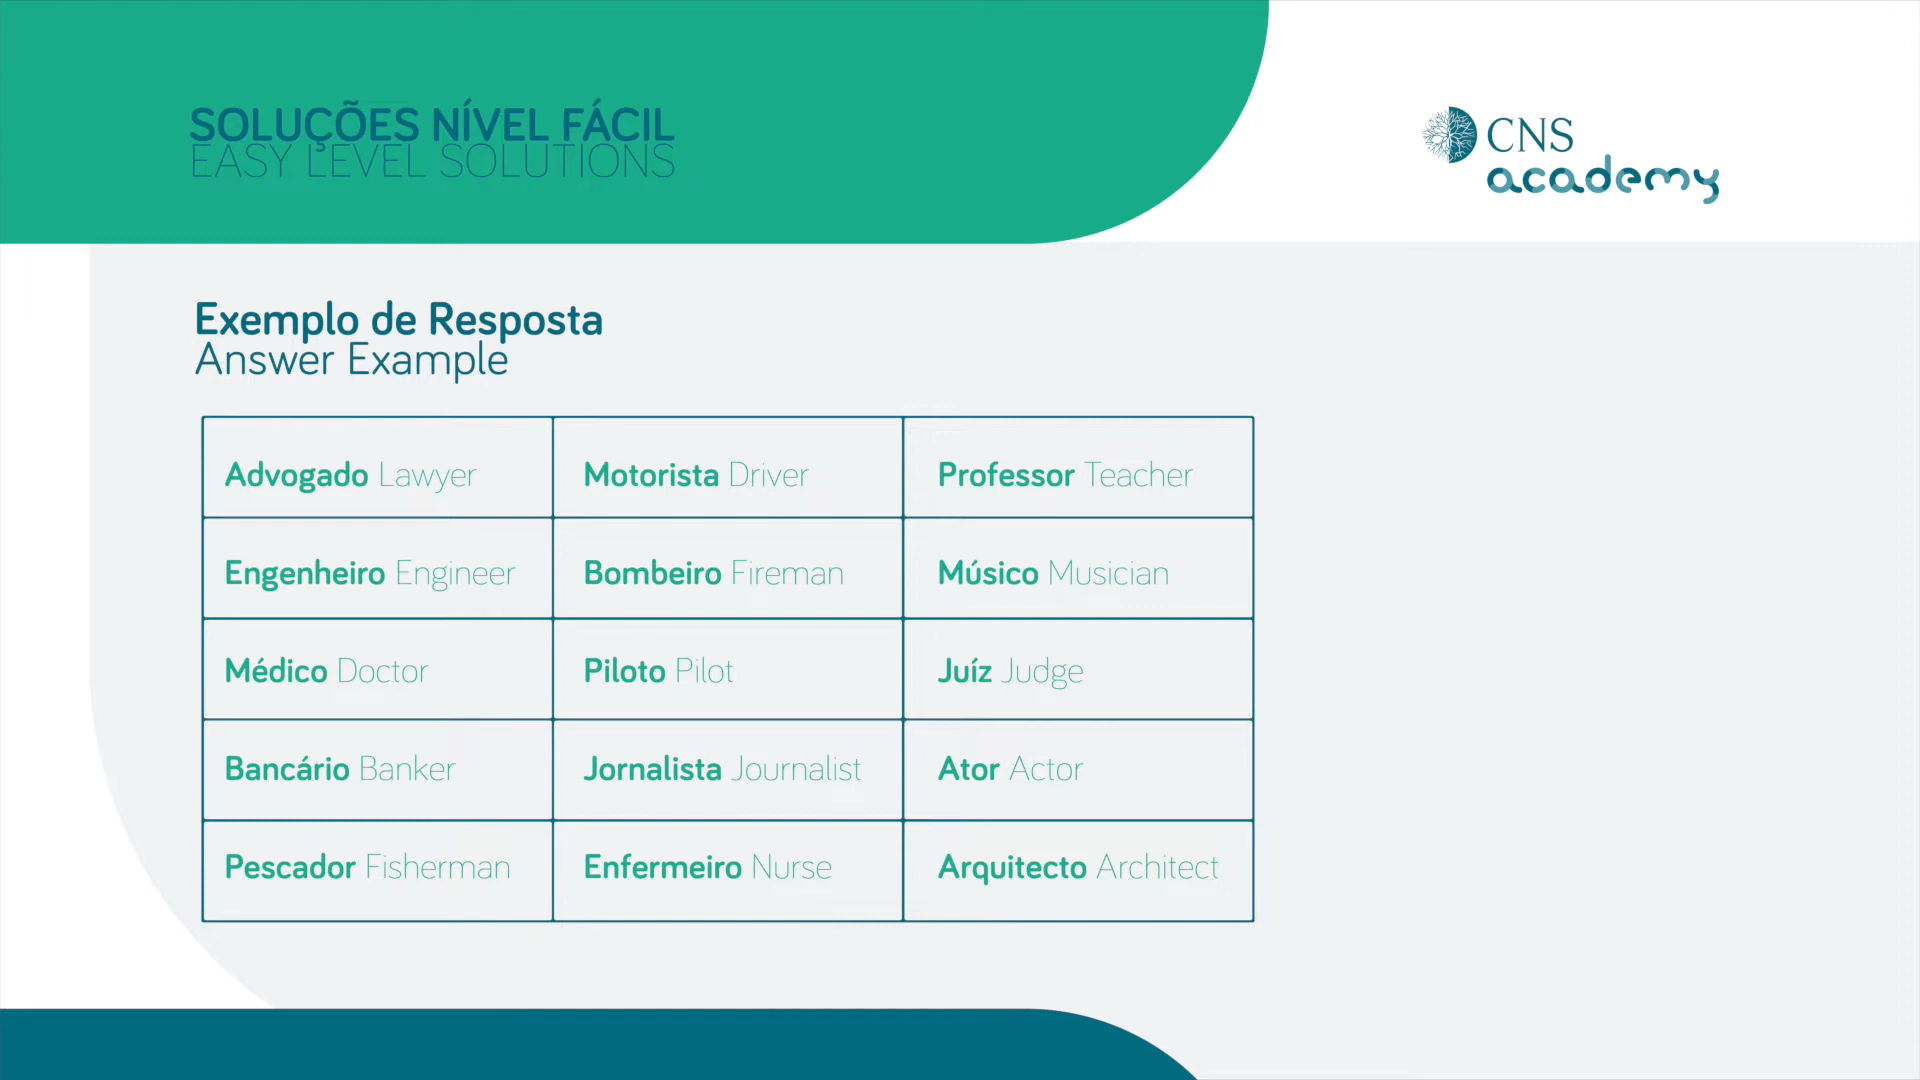 SOLUÇÕES NÍVEL FÁCIL
EASY LEVEL SOLUTIONS
CNS
academy
Exemplo de Resposta
Answer Example
Advogado Lawyer
Motorista Driver
Professor Teacher
Engenheiro Engineer
Bombeiro Fireman
Músico Musician
Médico Doctor
Piloto Pilot
Juíz Judge
Bancário Banker
Jornalista Journalist
Ator Actor
Pescador Fisherman
Enfermeiro Nurse
Arquitecto Architect